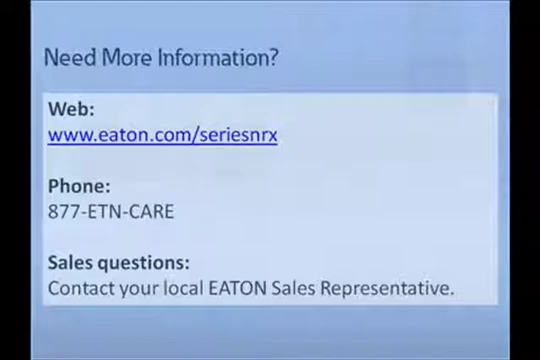 Need More Information?
Web:
www.eaton.com/seriesnrx
Phone:
877-ETN-CARE
Sales questions:
Contact your local EATON Sales Representative.